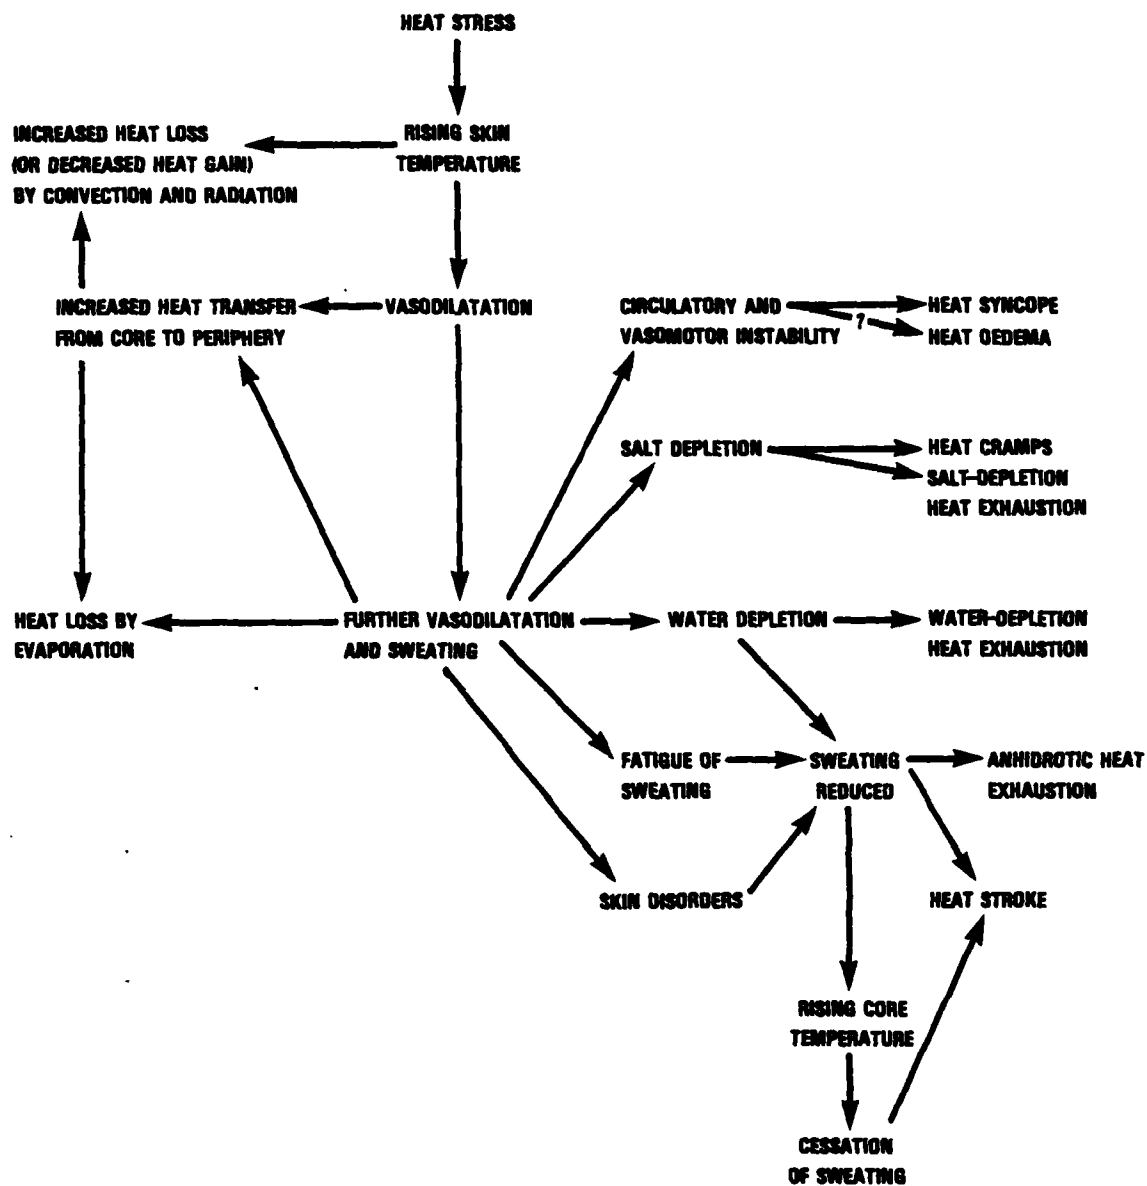 HEAT STRESS
INCREASED HEAT LOSS
(OR DECREASED HEAT GAIN)
BY CONVECTION AND RADIATION
RISING SKIN
TEMPERATURE
INCREASED HEAT TRANSFER
FROM CORE TO PERIPHERY
VASODILATATION
CIRCULATORY AND
VASOMOTOR INSTABILITY
?
HEAT SYNCOPE
HEAT OEDEMA
SALT DEPLETION
HEAT CRAMPS
SALT-DEPLETION
HEAT EXHAUSTION
HEAT LOSS BY
EVAPORATION
FURTHER VASODILATATION
AND SWEATING
WATER DEPLETION
WATER-DEPLETION
HEAT EXHAUSTION
FATIGUE OF
SWEATING
SWEATING
REDUCED
ANHIDROTIC HEAT
EXHAUSTION
SKIN DISORDERS
HEAT STROKE
RISING CORE
TEMPERATURE
CESSATION
OF SWEATING